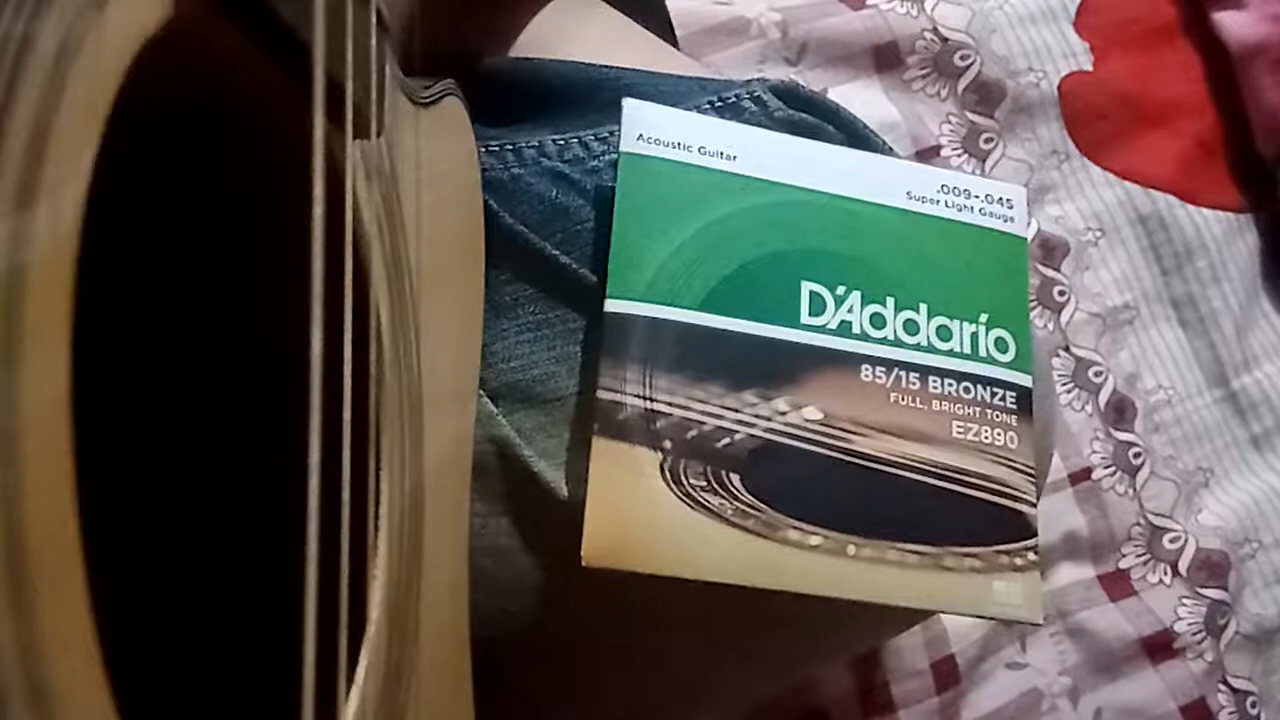 Acoustic Guitar
.009-.045
Super Light Gauge
D'Addario
85/15 BRONZE
FULL, BRIGHT TONE
EZ890